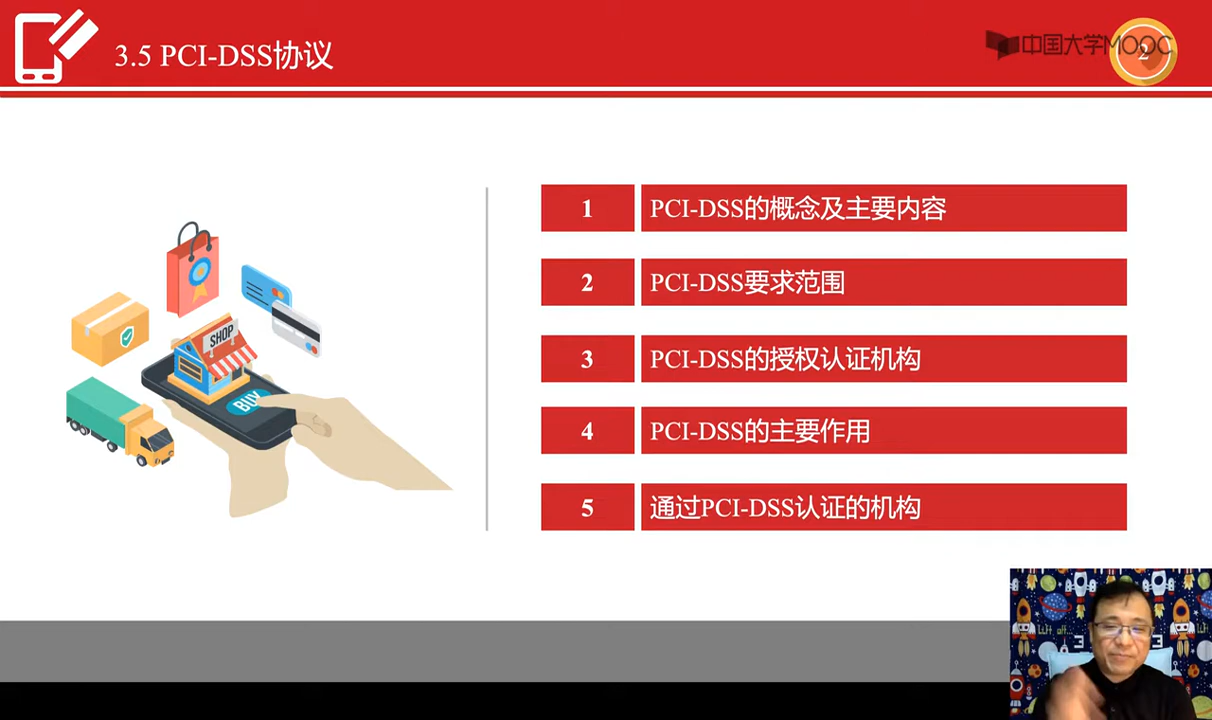 3.5 PCI-DSS协议
中国大学MOOC
2
1
PCI-DSS的概念及主要内容
2
PCI-DSS要求范围
3
PCI-DSS的授权认证机构
4
PCI-DSS的主要作用
5
通过PCI-DSS认证的机构
SHOP
BUY